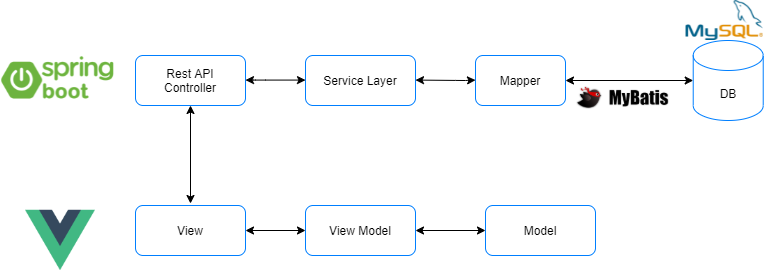 MySQL®
spring
boot
Rest API
Controller
Service Layer
Mapper
MyBatis
DB
View
View Model
Model